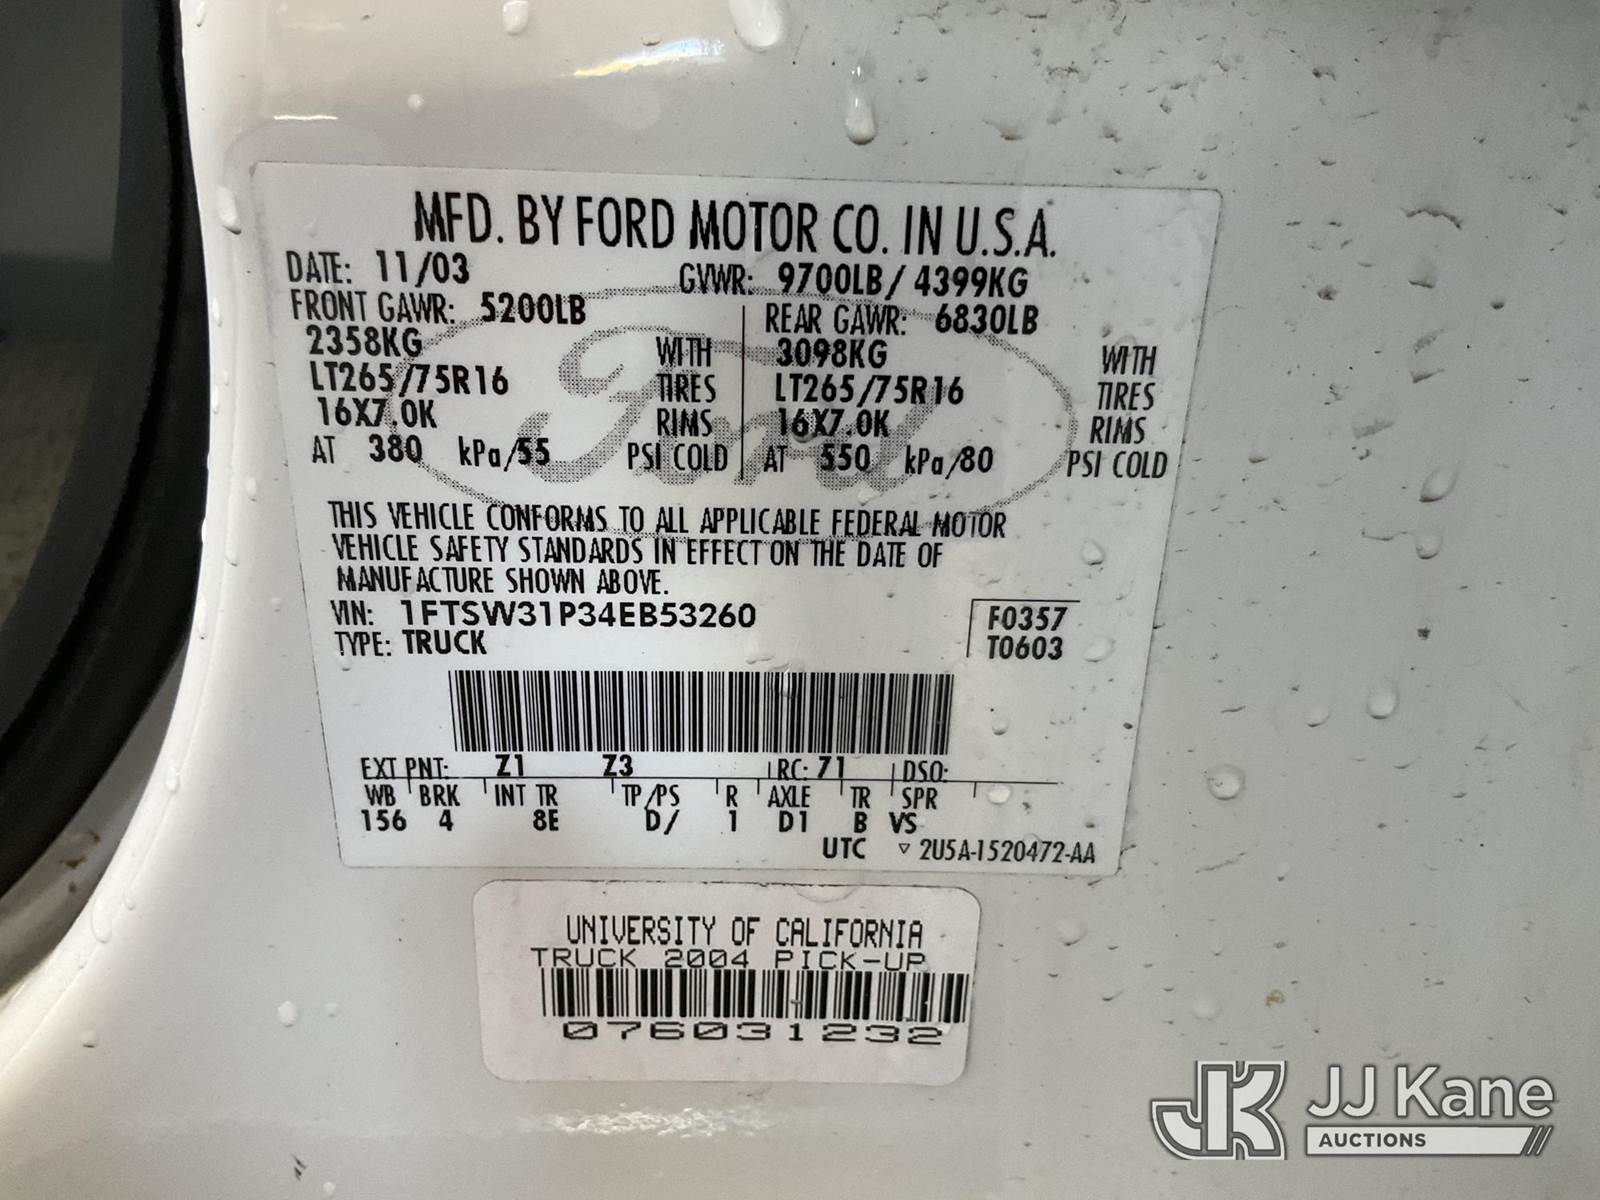 MFD. BY FORD MOTOR CO. IN U.S.A.
DATE: 11/03 GVWR: 9700LB/ 4399KG
FRONT GAWR: 5200LB REAR GAWR: 6830LB
2358KG WITH 3098KG WITH
LT265/75R16 TIRES LT265/75R16 TIRES
16X7.0K RIMS 16X7.0K RIMS
AT 380 kPa/55 PSI COLD AT 550 kPa/80 PSI COLD
Ford
THIS VEHICLE CONFORMS TO ALL APPLICABLE FEDERAL MOTOR
VEHICLE SAFETY STANDARDS IN EFFECT ON THE DATE OF
MANUFACTURE SHOWN ABOVE.
VIN: 1FTSW31P34EB53260 F0357
TYPE: TRUCK T0603
EXT PNT: Z1 Z3 RC: 71 DSO:
WB BRK INT TR TP/PS R AXLE TR SPR
156 4 8E D/ 1 D1 B VS
UTC ▽ 2U5A-1520472-AA
UNIVERSITY OF CALIFORNIA
TRUCK 2004 PICK-UP
076031232
JK JJ Kane
AUCTIONS